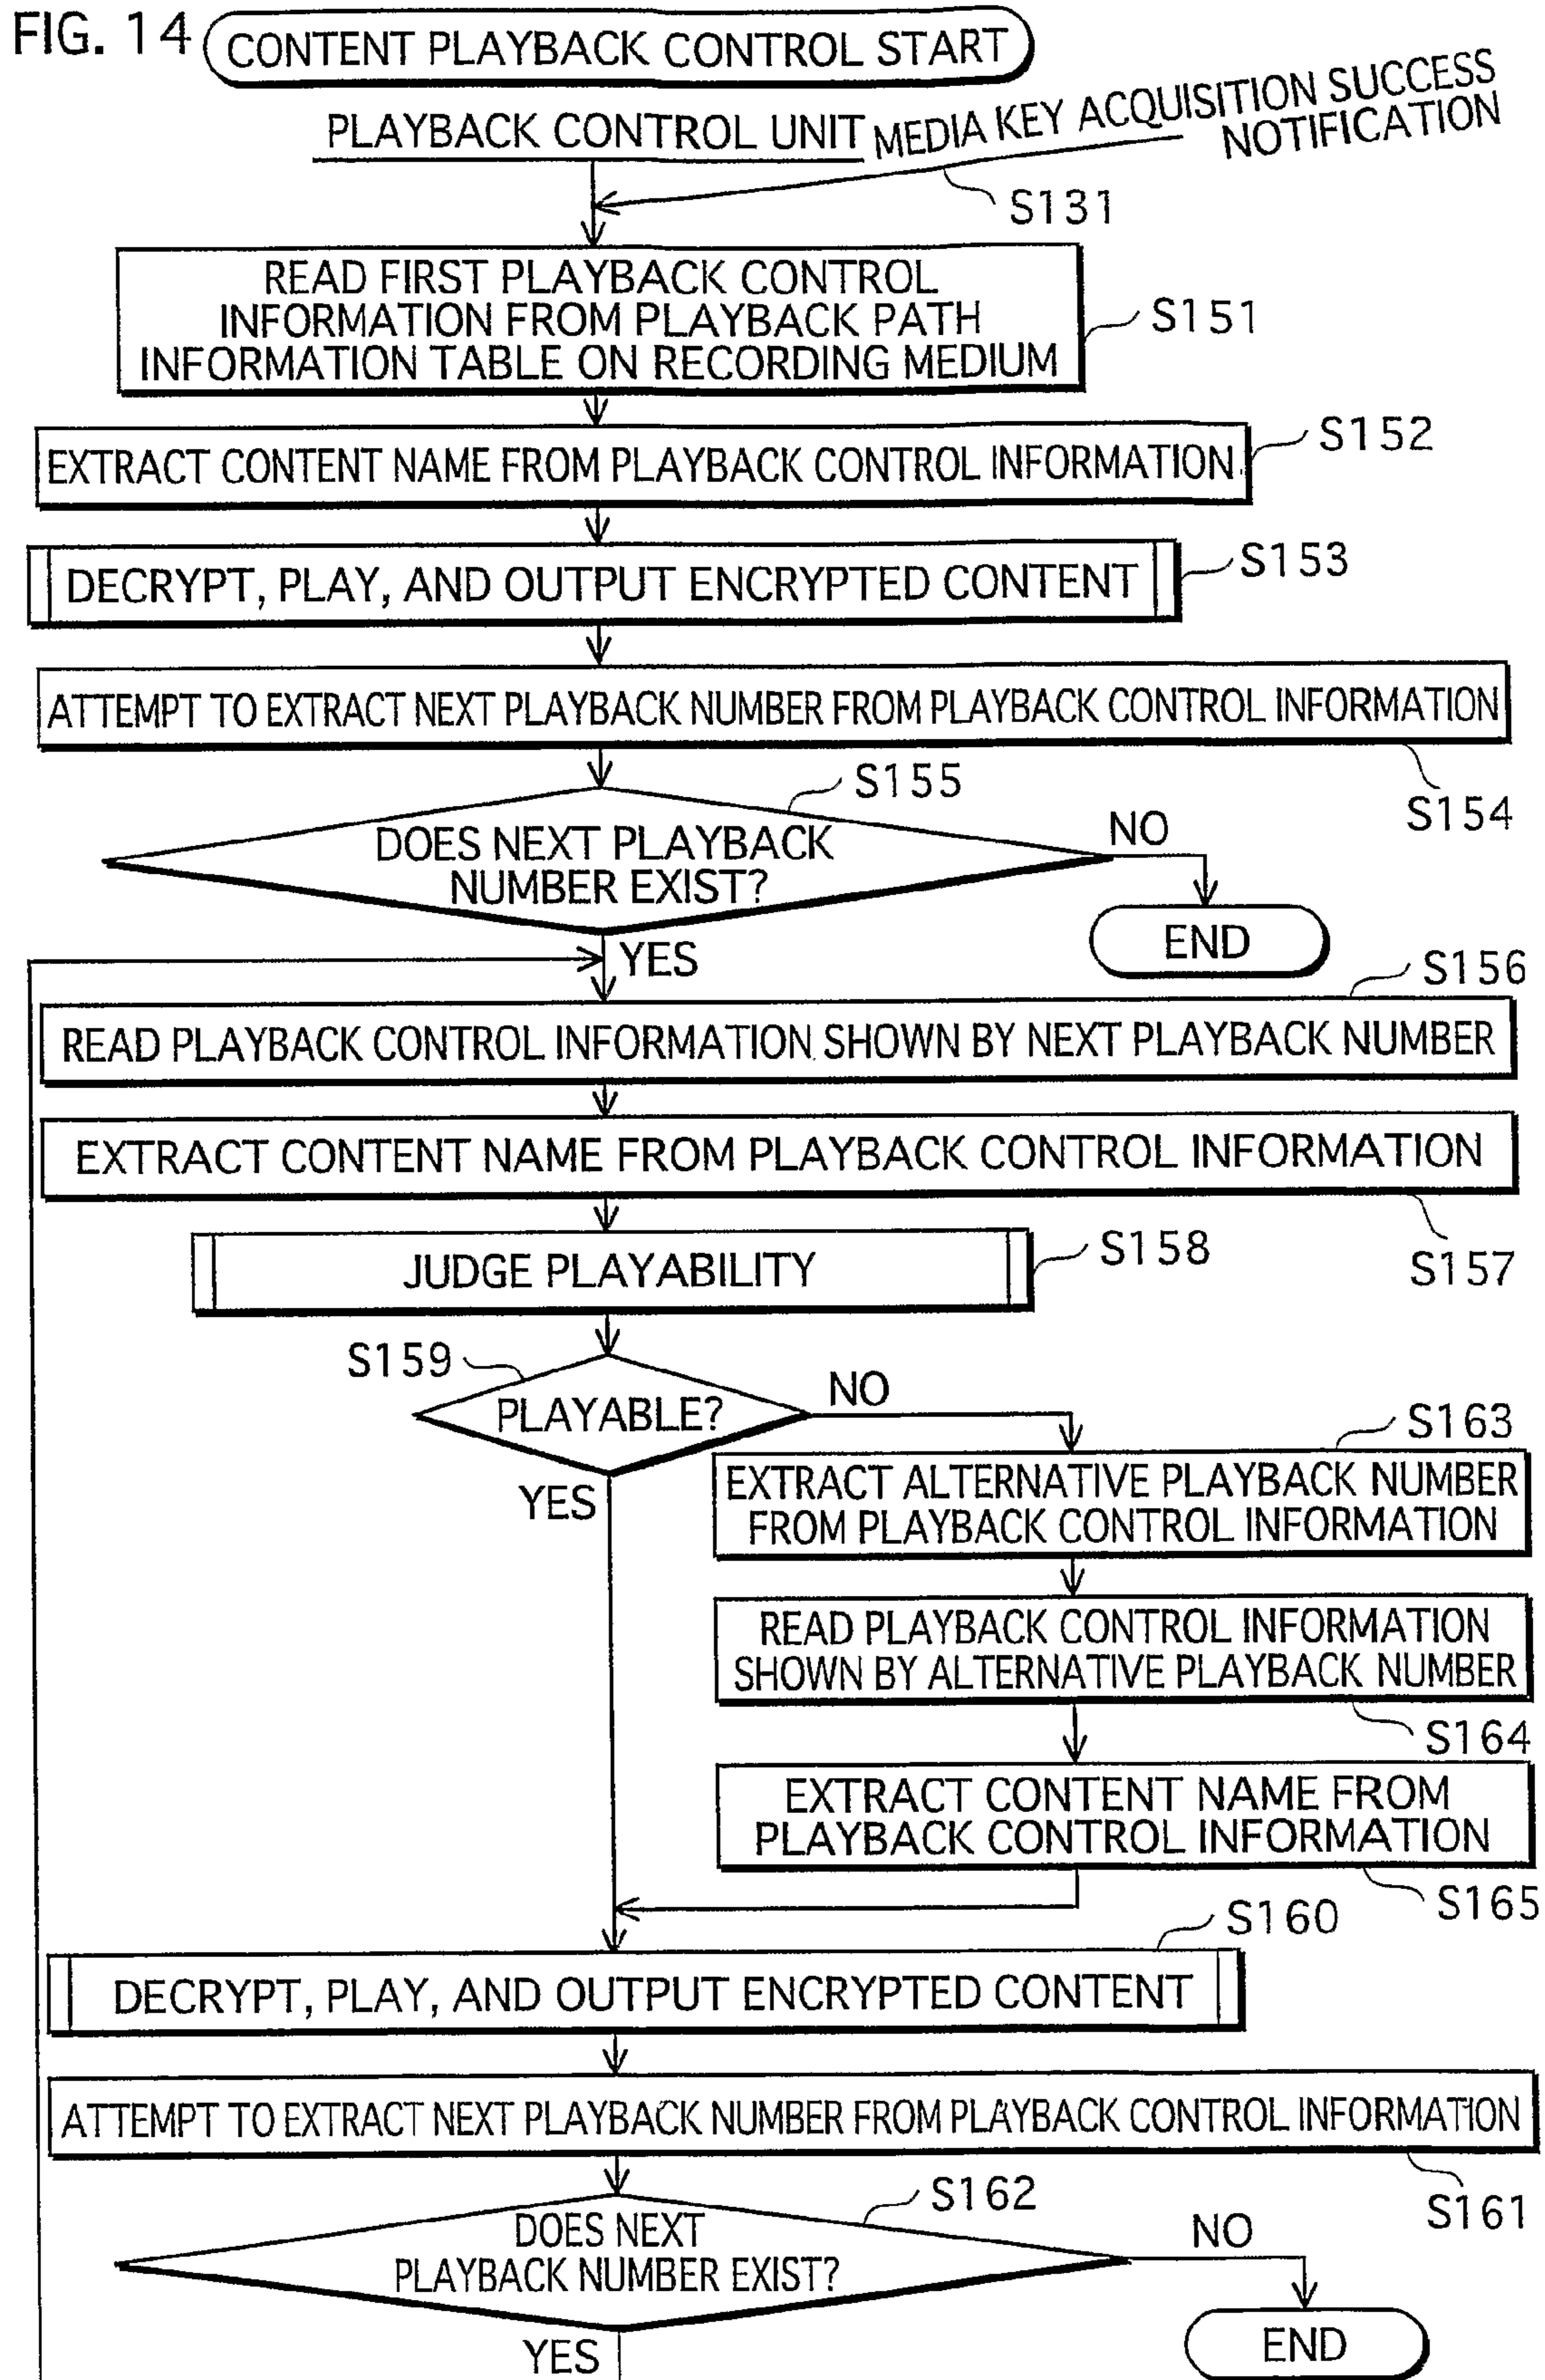 FIG. 14
CONTENT PLAYBACK CONTROL START
PLAYBACK CONTROL UNIT
MEDIA KEY ACQUISITION SUCCESS
NOTIFICATION
S131
READ FIRST PLAYBACK CONTROL
INFORMATION FROM PLAYBACK PATH
INFORMATION TABLE ON RECORDING MEDIUM
S151
EXTRACT CONTENT NAME FROM PLAYBACK CONTROL INFORMATION
S152
DECRYPT, PLAY, AND OUTPUT ENCRYPTED CONTENT
S153
ATTEMPT TO EXTRACT NEXT PLAYBACK NUMBER FROM PLAYBACK CONTROL INFORMATION
S154
S155
DOES NEXT PLAYBACK
NUMBER EXIST?
NO
END
YES
S156
READ PLAYBACK CONTROL INFORMATION SHOWN BY NEXT PLAYBACK NUMBER
EXTRACT CONTENT NAME FROM PLAYBACK CONTROL INFORMATION
S157
JUDGE PLAYABILITY
S158
S159
PLAYABLE?
NO
YES
S163
EXTRACT ALTERNATIVE PLAYBACK NUMBER
FROM PLAYBACK CONTROL INFORMATION
READ PLAYBACK CONTROL INFORMATION
SHOWN BY ALTERNATIVE PLAYBACK NUMBER
S164
EXTRACT CONTENT NAME FROM
PLAYBACK CONTROL INFORMATION
S165
S160
DECRYPT, PLAY, AND OUTPUT ENCRYPTED CONTENT
ATTEMPT TO EXTRACT NEXT PLAYBACK NUMBER FROM PLAYBACK CONTROL INFORMATION
S161
S162
DOES NEXT
PLAYBACK NUMBER EXIST?
NO
END
YES